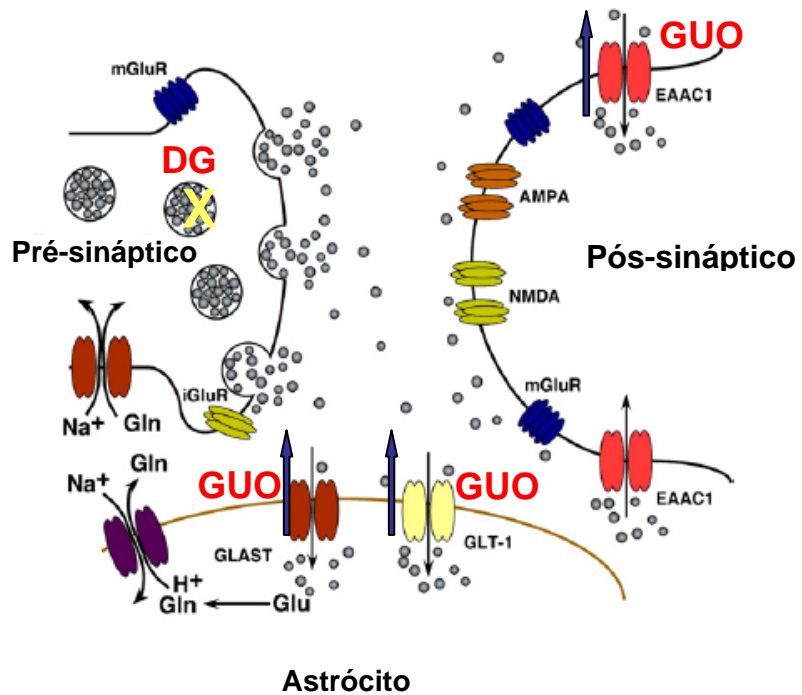 GUO
EAAC1
mGluR
DG
X
AMPA
Pré-sináptico
Pós-sináptico
NMDA
mGluR
iGluR
Na+ Gln
Gln
Na+
GUO
GUO
EAAC1
GLAST
GLT-1
H+
Gln
Glu
Astrócito